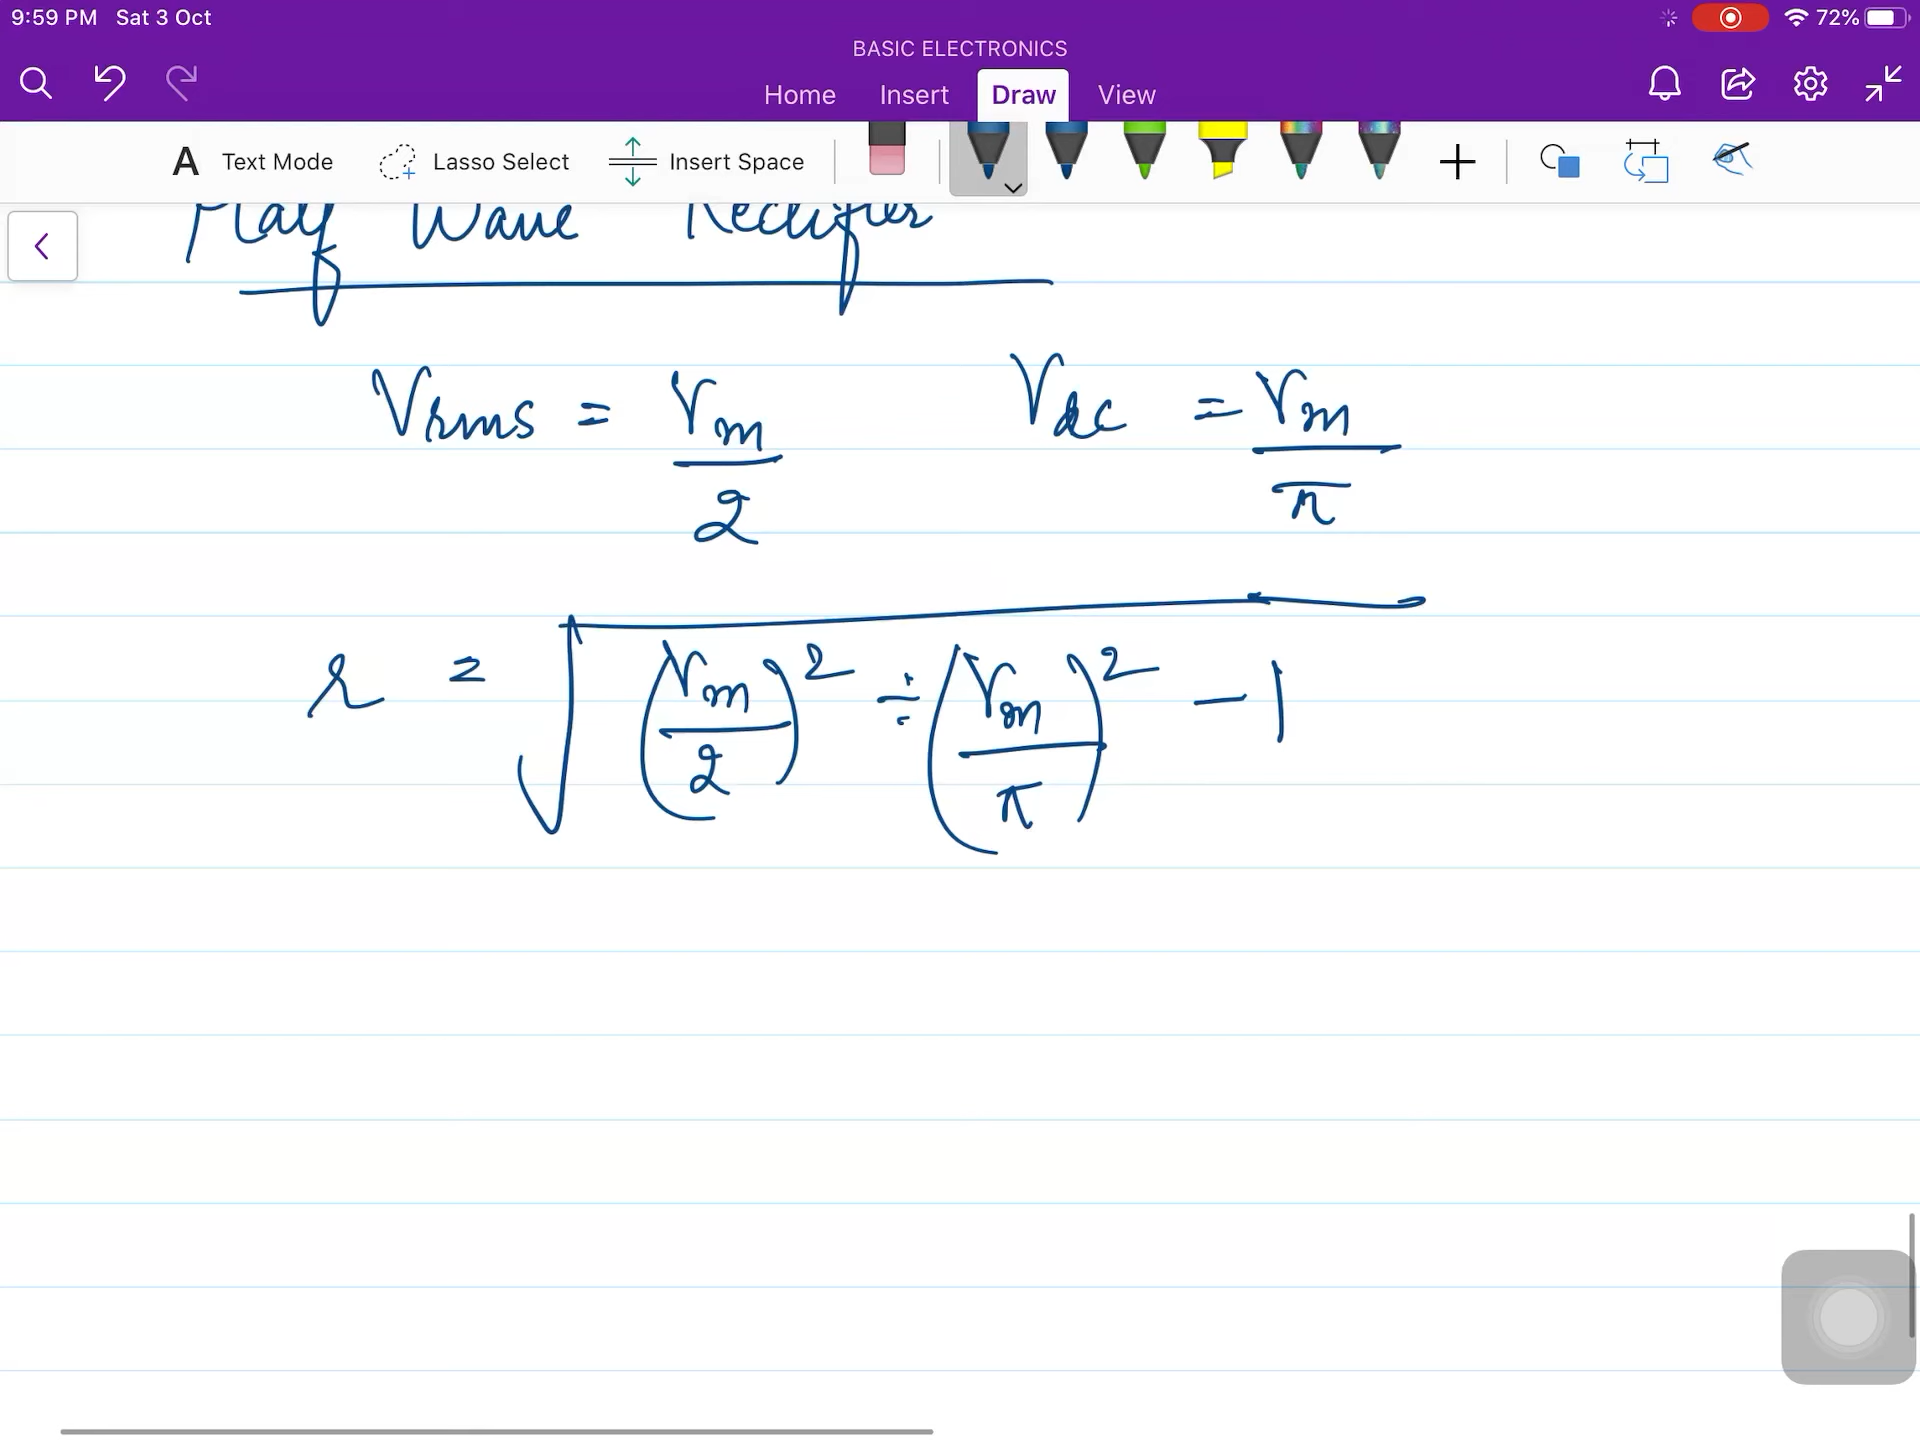 9:59 PM Sat 3 Oct
72%
BASIC ELECTRONICS
Home Insert Draw View
A Text Mode Lasso Select Insert Space
Half Wave Rectifier
Vrms = Vm/2 Vdc = Vm/π
r = √((Vm/2)² ÷ (Vm/π)² - 1)